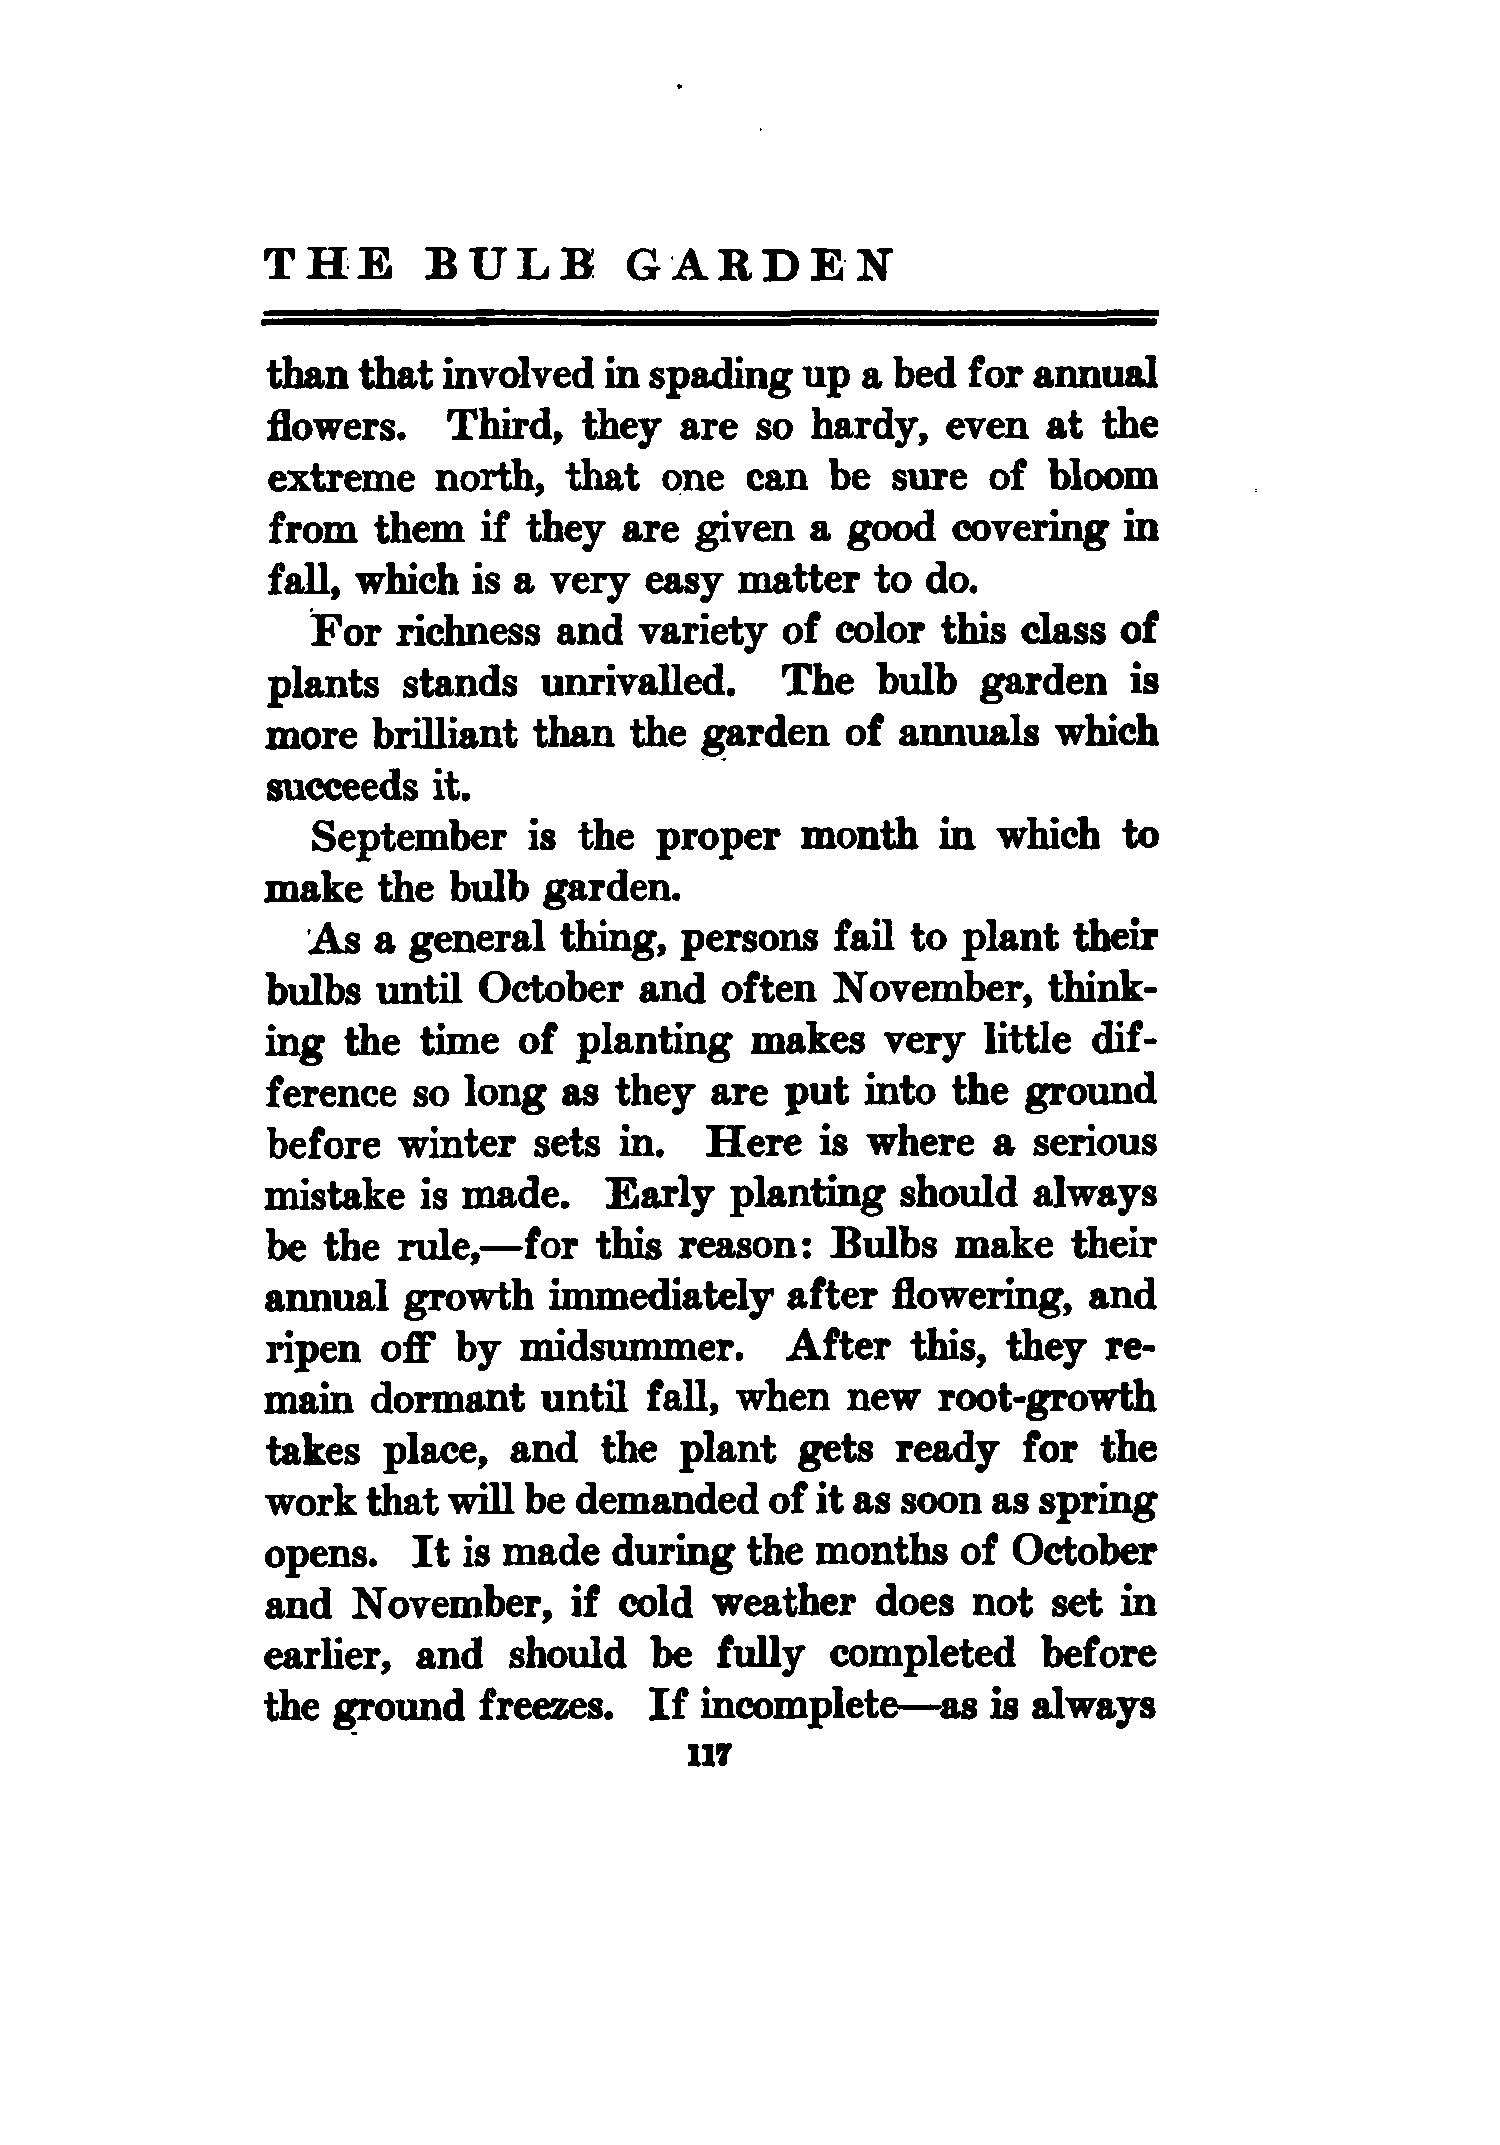 THE BULB GARDEN
than that involved in spading up a bed for annual
flowers. Third, they are so hardy, even at the
extreme north, that one can be sure of bloom
from them if they are given a good covering in
fall, which is a very easy matter to do.
For richness and variety of color this class of
plants stands unrivalled. The bulb garden is
more brilliant than the garden of annuals which
succeeds it.
September is the proper month in which to
make the bulb garden.
As a general thing, persons fail to plant their
bulbs until October and often November, think-
ing the time of planting makes very little dif-
ference so long as they are put into the ground
before winter sets in. Here is where a serious
mistake is made. Early planting should always
be the rule,—for this reason: Bulbs make their
annual growth immediately after flowering, and
ripen off by midsummer. After this, they re-
main dormant until fall, when new root-growth
takes place, and the plant gets ready for the
work that will be demanded of it as soon as spring
opens. It is made during the months of October
and November, if cold weather does not set in
earlier, and should be fully completed before
the ground freezes. If incomplete—as is always
117